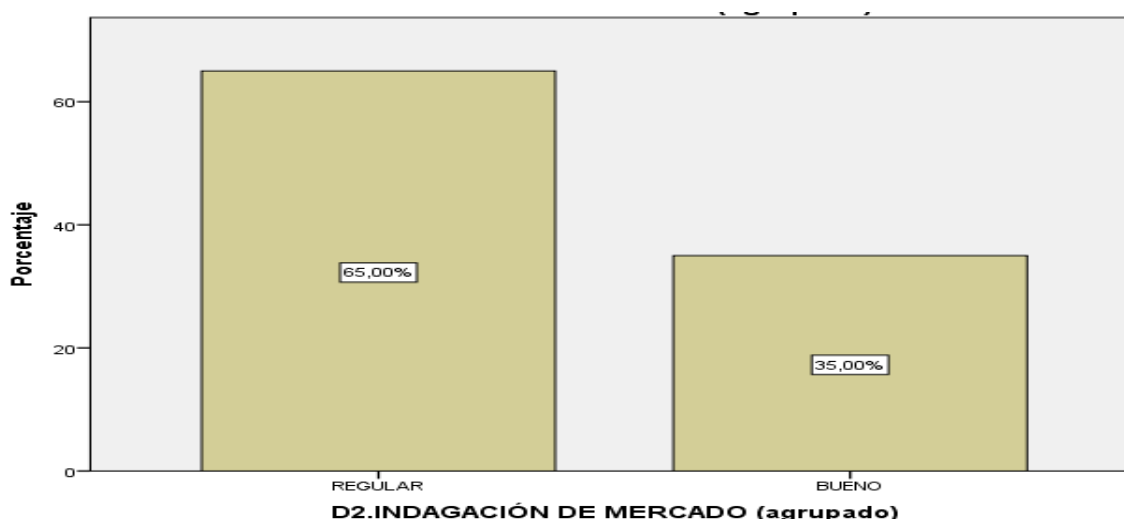 60
40
20
0
Porcentaje
65,00%
35,00%
REGULAR
BUENO
D2.INDAGACIÓN DE MERCADO (agrupado)